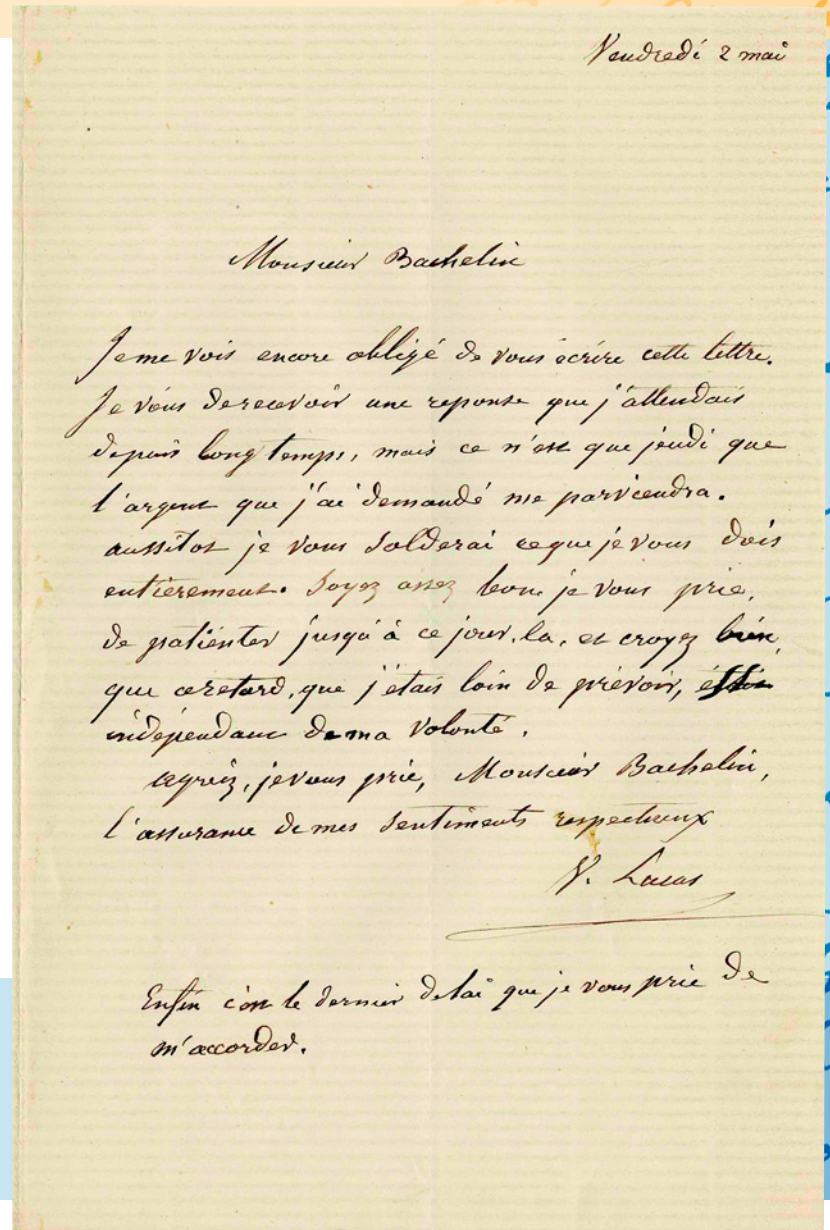 Vendredi 2 mai
Monsieur Bachelin
Je me vois encore obligé de vous écrire cette lettre.
Je viens de recevoir une reponse que j'attendais
depuis long temps, mais ce n'est que jeudi que
l'argent que j'ai demandé me parviendra.
aussitot je vous solderai ce que je vous dois
entièrement. Soyez assez bon, je vous prie,
de patienter jusqu'à ce jour, la, et croyez bien,
que ce retard, que j'étais loin de prévoir, est
indépendant de ma volonté.
agréez, je vous prie, Monsieur Bachelin,
l'assurance de mes sentiments respectueux
V. Lucas
Enfin c'est le dernier delai que je vous prie de
m'accorder.